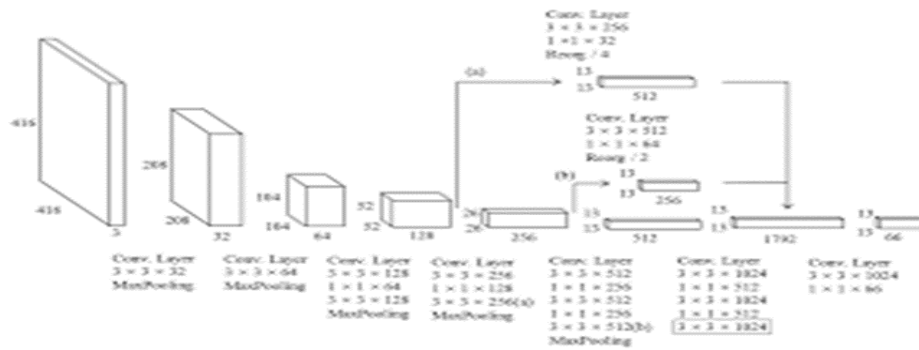 Conv. Layer
3 × 3 × 256
1 × 1 × 32
Reorg / 4
(a)
13
13
512
Conv. Layer
3 × 3 × 512
1 × 1 × 64
Reorg / 2
(b)
13
13
256
416
416
3
208
208
32
104
104
64
52
52
128
26
26
256
13
13
512
13
13
1792
13
13
66
Conv. Layer
3 × 3 × 32
MaxPooling
Conv. Layer
3 × 3 × 64
MaxPooling
Conv. Layer
3 × 3 × 128
1 × 1 × 64
3 × 3 × 128
MaxPooling
Conv. Layer
3 × 3 × 256
1 × 1 × 128
3 × 3 × 256(a)
MaxPooling
Conv. Layer
3 × 3 × 512
1 × 1 × 256
3 × 3 × 512
1 × 1 × 256
3 × 3 × 512(b)
MaxPooling
Conv. Layer
3 × 3 × 1024
1 × 1 × 512
3 × 3 × 1024
1 × 1 × 512
3 × 3 × 1024
Conv. Layer
3 × 3 × 1024
1 × 1 × 66